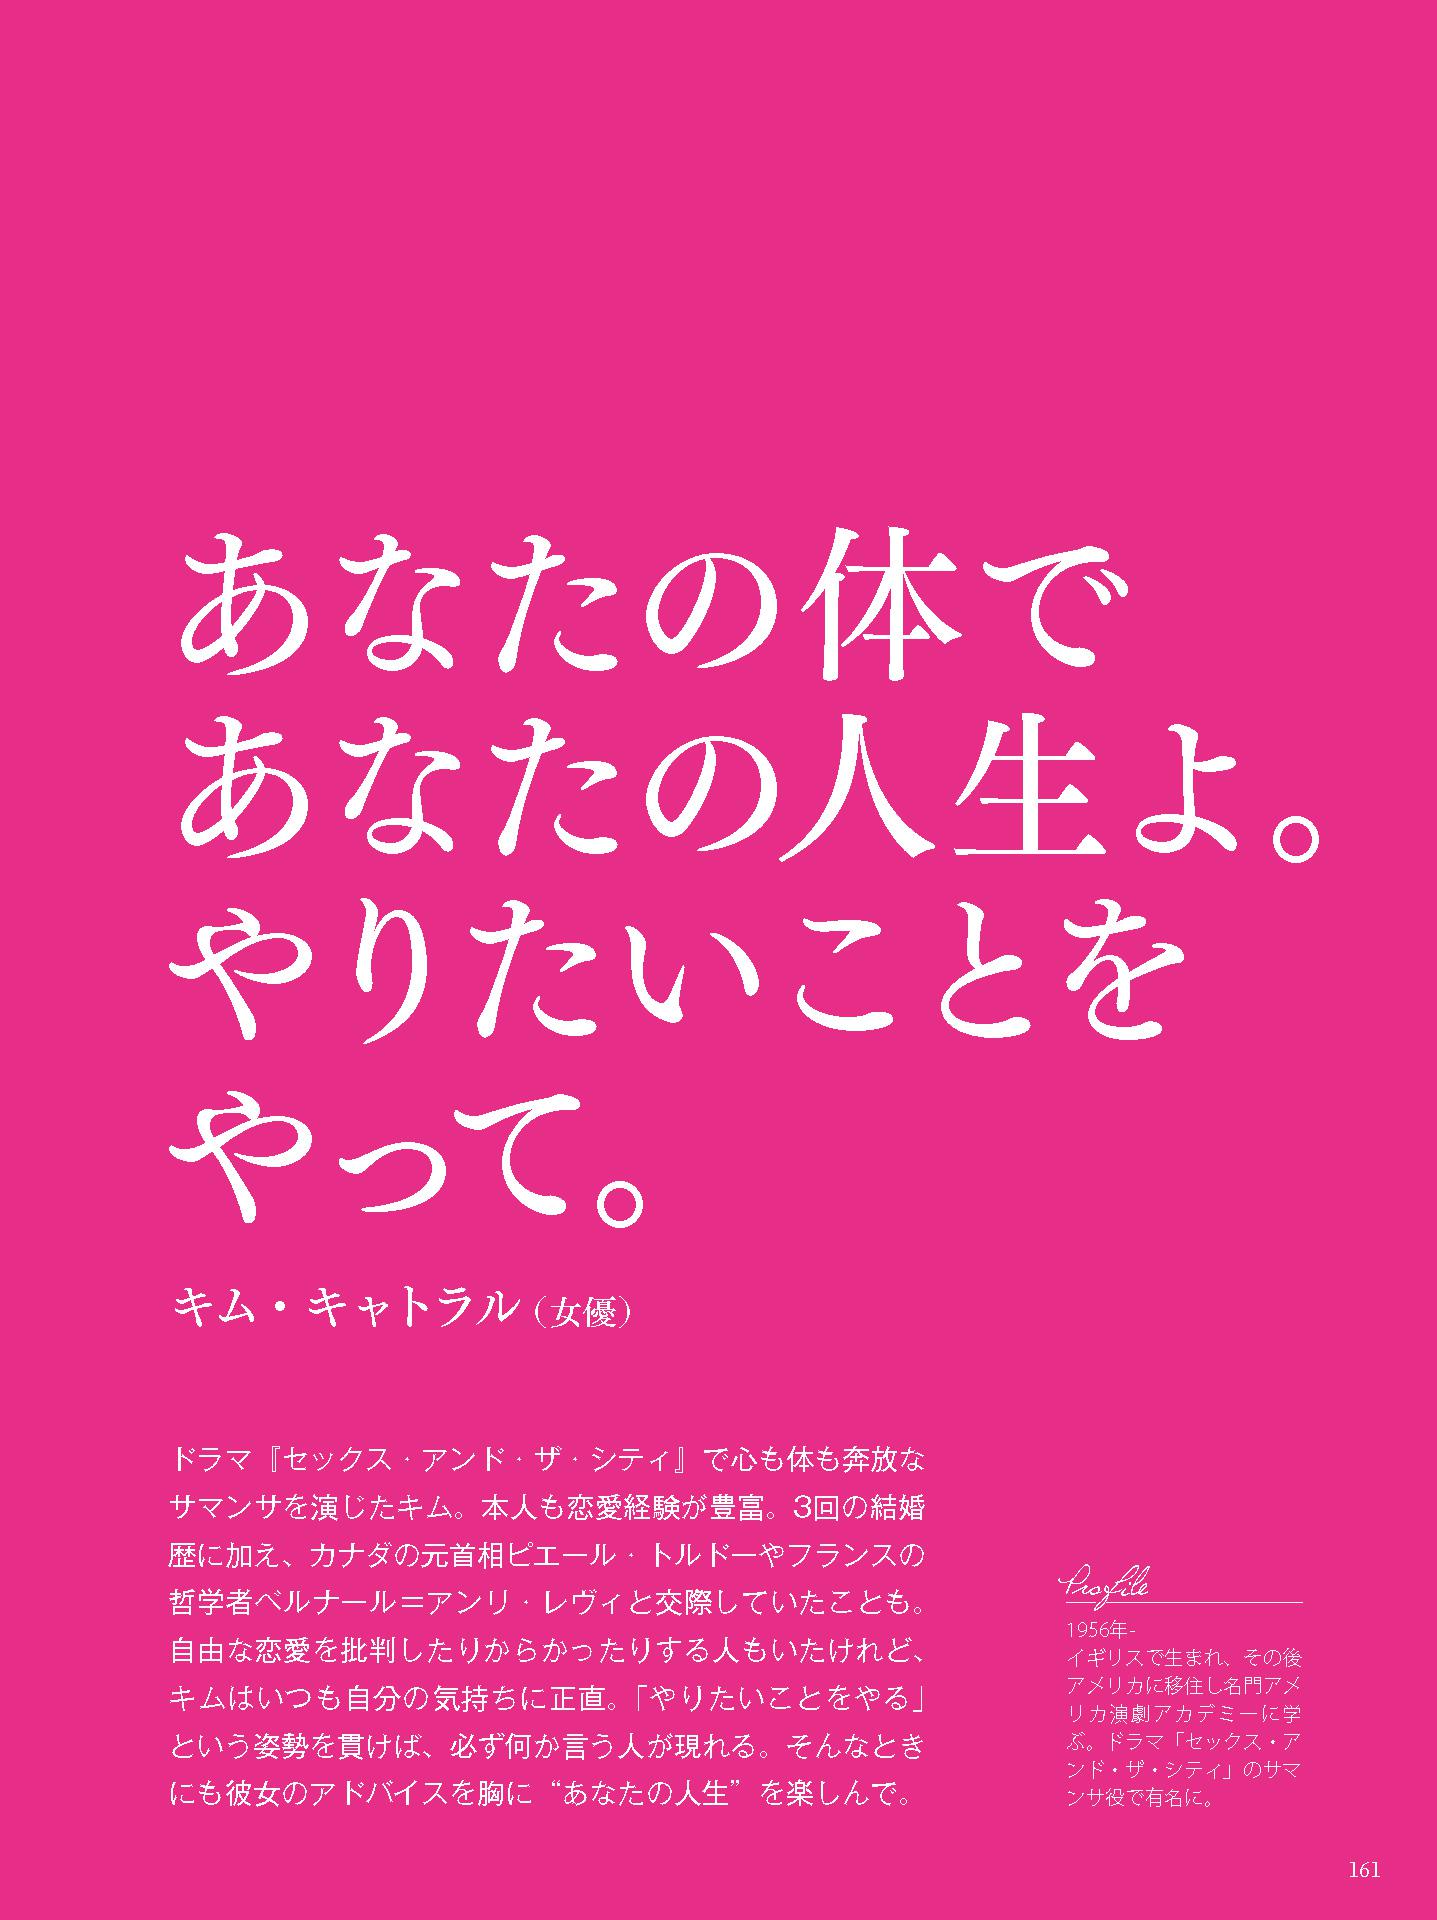 あなたの体で
あなたの人生よ。
やりたいことを
やって。
キム・キャトラル（女優）
ドラマ『セックス・アンド・ザ・シティ』で心も体も奔放な
サマンサを演じたキム。本人も恋愛経験が豊富。3回の結婚
歴に加え、カナダの元首相ピエール・トルドーやフランスの
哲学者ベルナール＝アンリ・レヴィと交際していたことも。
自由な恋愛を批判したりからかったりする人もいたけれど、
キムはいつも自分の気持ちに正直。「やりたいことをやる」
という姿勢を貫けば、必ず何か言う人が現れる。そんなとき
にも彼女のアドバイスを胸に“あなたの人生”を楽しんで。
Profile
1956年-
イギリスで生まれ、その後
アメリカに移住し名門アメ
リカ演劇アカデミーに学
ぶ。ドラマ「セックス・ア
ンド・ザ・シティ」のサマ
ンサ役で有名に。
161